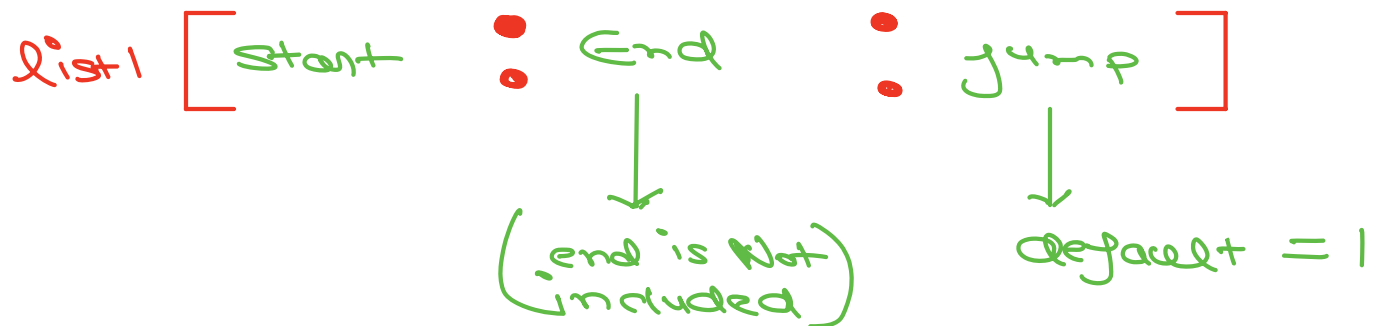 list1 [ start : End : jump ]
(end is Not
included)
default = 1